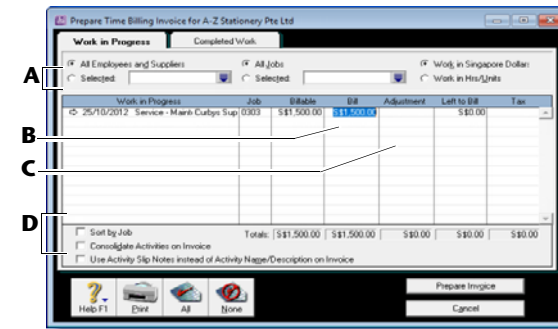 Prepare Time Billing Invoice for A-Z Stationery Pte Ltd
Work in Progress Completed Work
A All Employees and Suppliers All Jobs Work in Singapore Dollars
Selected: Selected: Work in Hrs/Units
Work in Progress Job Billable Bill Adjustment Left to Bill Tax
25/10/2012 Service - Maint Curbys Sup 0303 S$1,500.00 S$1,500.00 S$0.00
B
C
D
Sort by Job Totals: S$1,500.00 S$1,500.00 S$0.00 S$0.00 S$0.00
Consolidate Activities on Invoice
Use Activity Slip Notes instead of Activity Name/Description on Invoice
Prepare Invoice
Help F1 Print All None Cancel